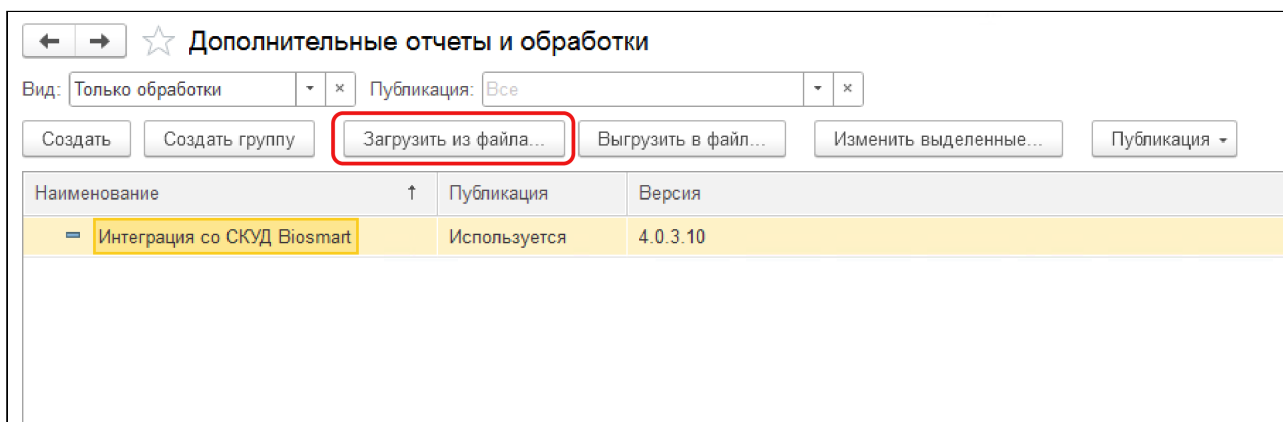 Дополнительные отчеты и обработки
Вид: Только обработки Публикация: Все
Создать Создать группу Загрузить из файла... Выгрузить в файл... Изменить выделенные... Публикация
Наименование ↑ Публикация Версия
Интеграция со СКУД Biosmart Используется 4.0.3.10